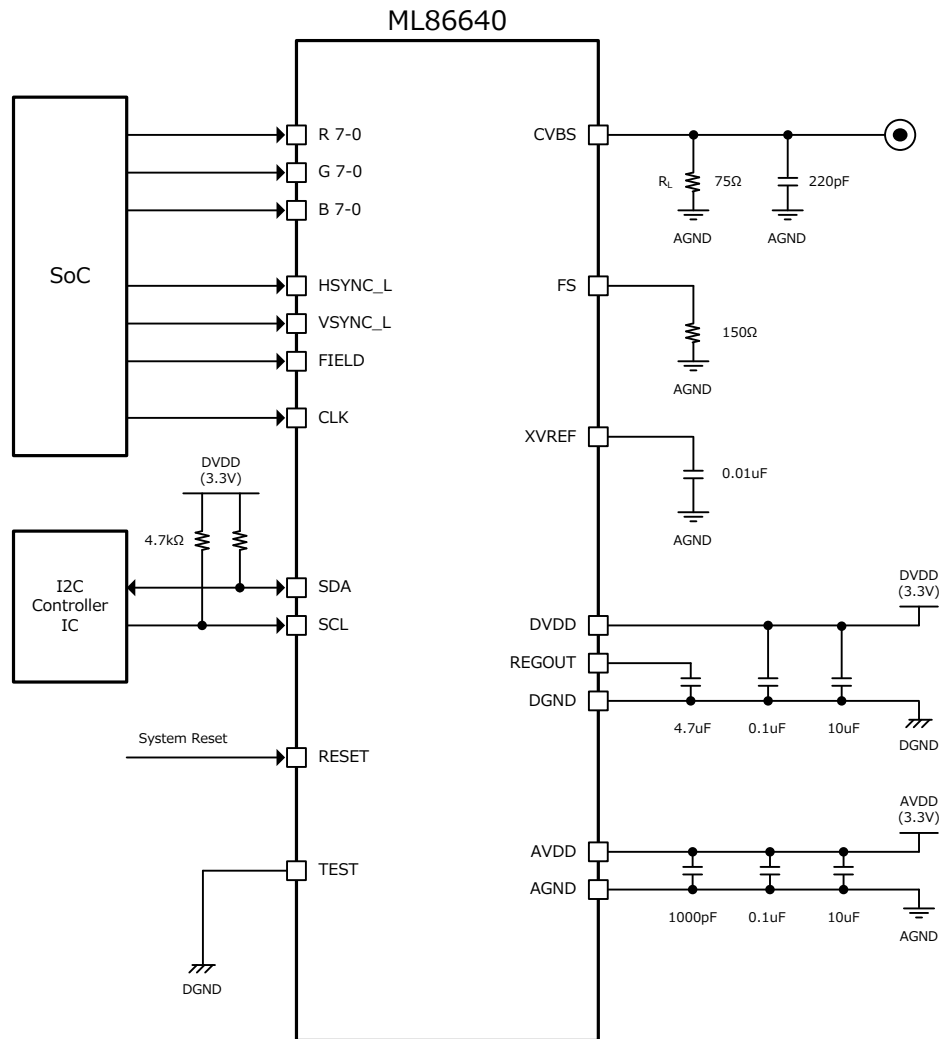 ML86640
SoC
R 7-0
G 7-0
B 7-0
HSYNC_L
VSYNC_L
FIELD
CLK
DVDD
(3.3V)
4.7kΩ
I2C
Controller
IC
SDA
SCL
System Reset
RESET
TEST
DGND
CVBS
RL
75Ω
220pF
AGND
AGND
FS
150Ω
AGND
XVREF
0.01uF
AGND
DVDD
(3.3V)
DVDD
REGOUT
DGND
4.7uF
0.1uF
10uF
DGND
AVDD
(3.3V)
AVDD
AGND
1000pF
0.1uF
10uF
AGND